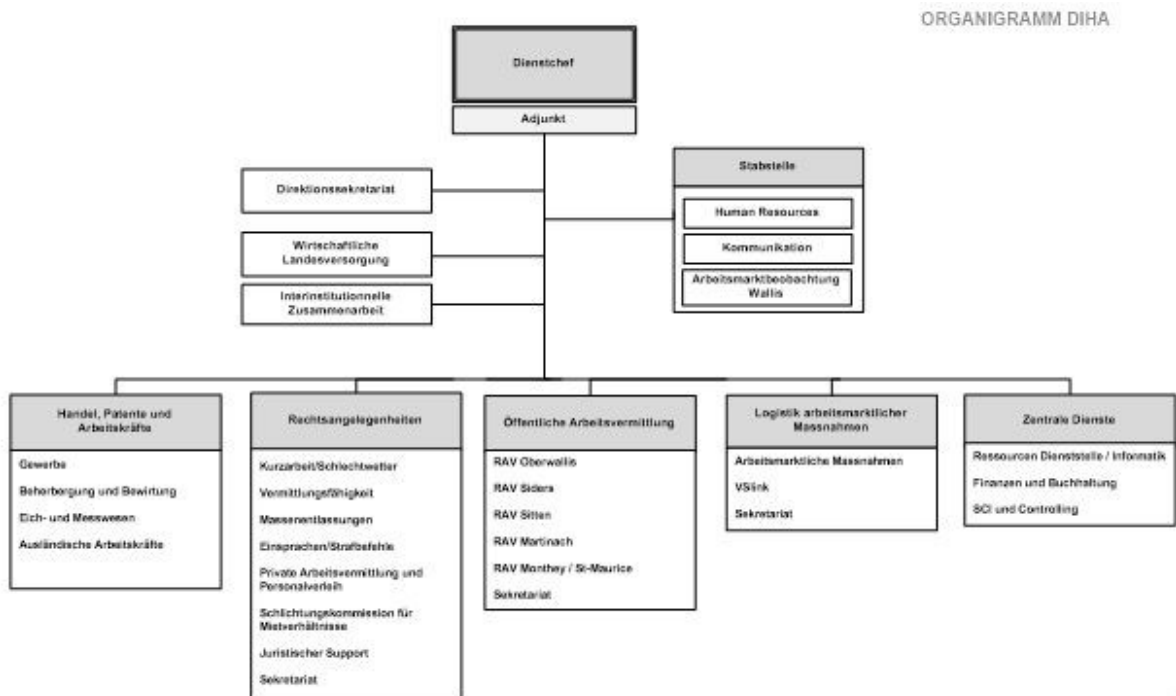 ORGANIGRAMM DIHA
Dienstchef
Adjunkt
Direktionssekretariat
Wirtschaftliche
Landesversorgung
Interinstitutionnelle
Zusammenarbeit
Stabstelle
Human Resources
Kommunikation
Arbeitsmarktbeobachtung
Wallis
Handel, Patente und
Arbeitskräfte
Gewerbe
Beherbergung und Bewirtung
Eich- und Messwesen
Ausländische Arbeitskräfte
Rechtsangelegenheiten
Kurzarbeit/Schlechtwetter
Vermittlungsfähigkeit
Massenentlassungen
Einsprachen/Strafbefehle
Private Arbeitsvermittlung und
Personalverleih
Schlichtungskommission für
Mietverhältnisse
Juristischer Support
Sekretariat
Öffentliche Arbeitsvermittlung
RAV Oberwallis
RAV Siders
RAV Sitten
RAV Martinach
RAV Monthey / St-Maurice
Sekretariat
Logistik arbeitsmarktlicher
Massnahmen
Arbeitsmarktliche Massnahmen
VSlink
Sekretariat
Zentrale Dienste
Ressourcen Dienststelle / Informatik
Finanzen und Buchhaltung
SCI und Controlling